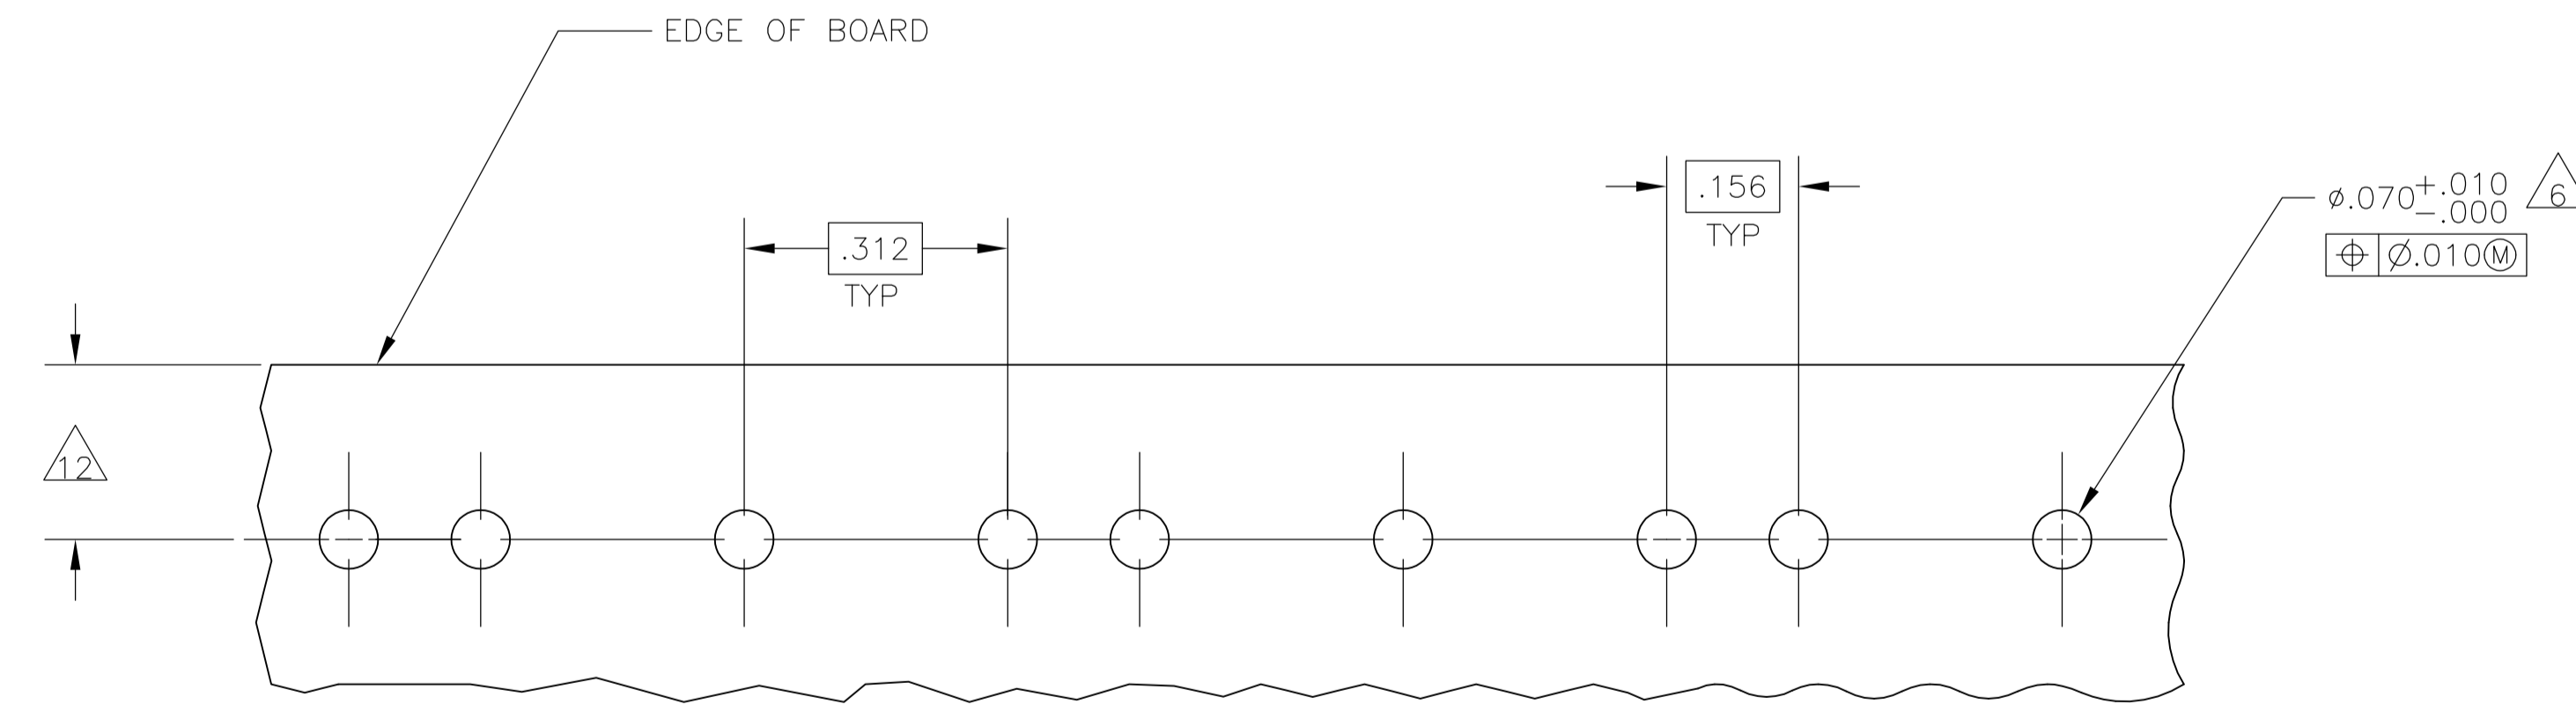 EDGE OF BOARD
.156
TYP
⌀.070+.010
-.000
6
.312
TYP
⌖ ⌀.010Ⓜ
12